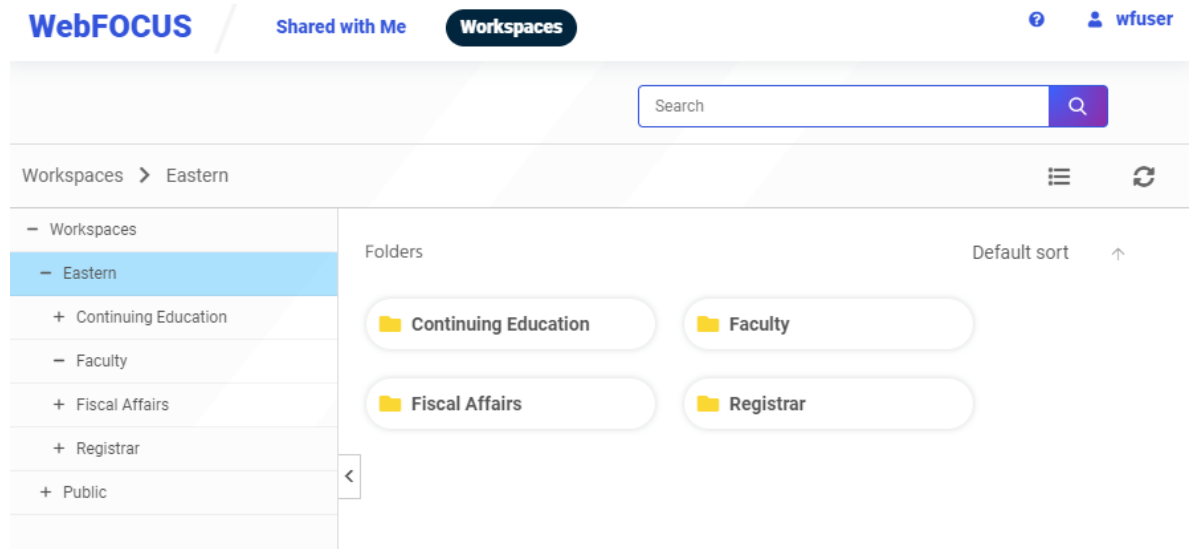 WebFOCUS
Shared with Me
Workspaces
wfuser
Search
Workspaces > Eastern
− Workspaces
− Eastern
+ Continuing Education
− Faculty
+ Fiscal Affairs
+ Registrar
+ Public
Folders
Default sort ↑
Continuing Education
Faculty
Fiscal Affairs
Registrar